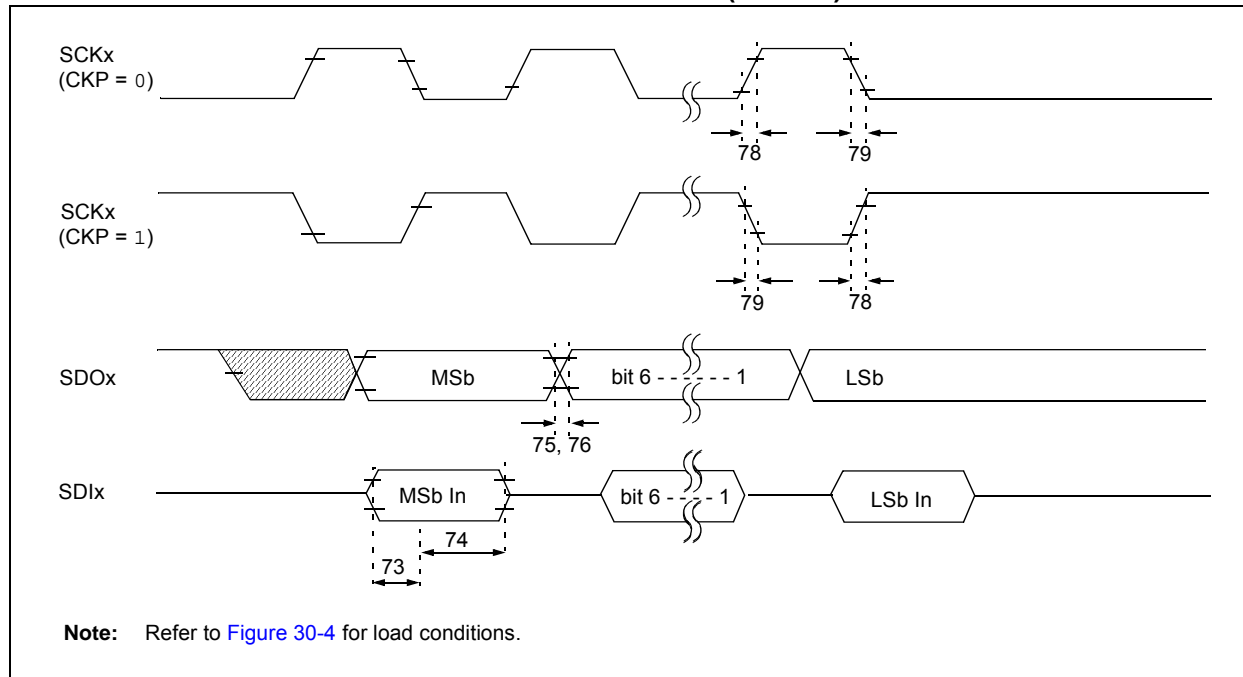 SCKx
(CKP = 0)
78
79
SCKx
(CKP = 1)
79
78
SDOx
MSb
bit 6 - - - - - - 1
LSb
75, 76
SDIx
MSb In
bit 6 - - - - 1
LSb In
74
73
Note: Refer to Figure 30-4 for load conditions.